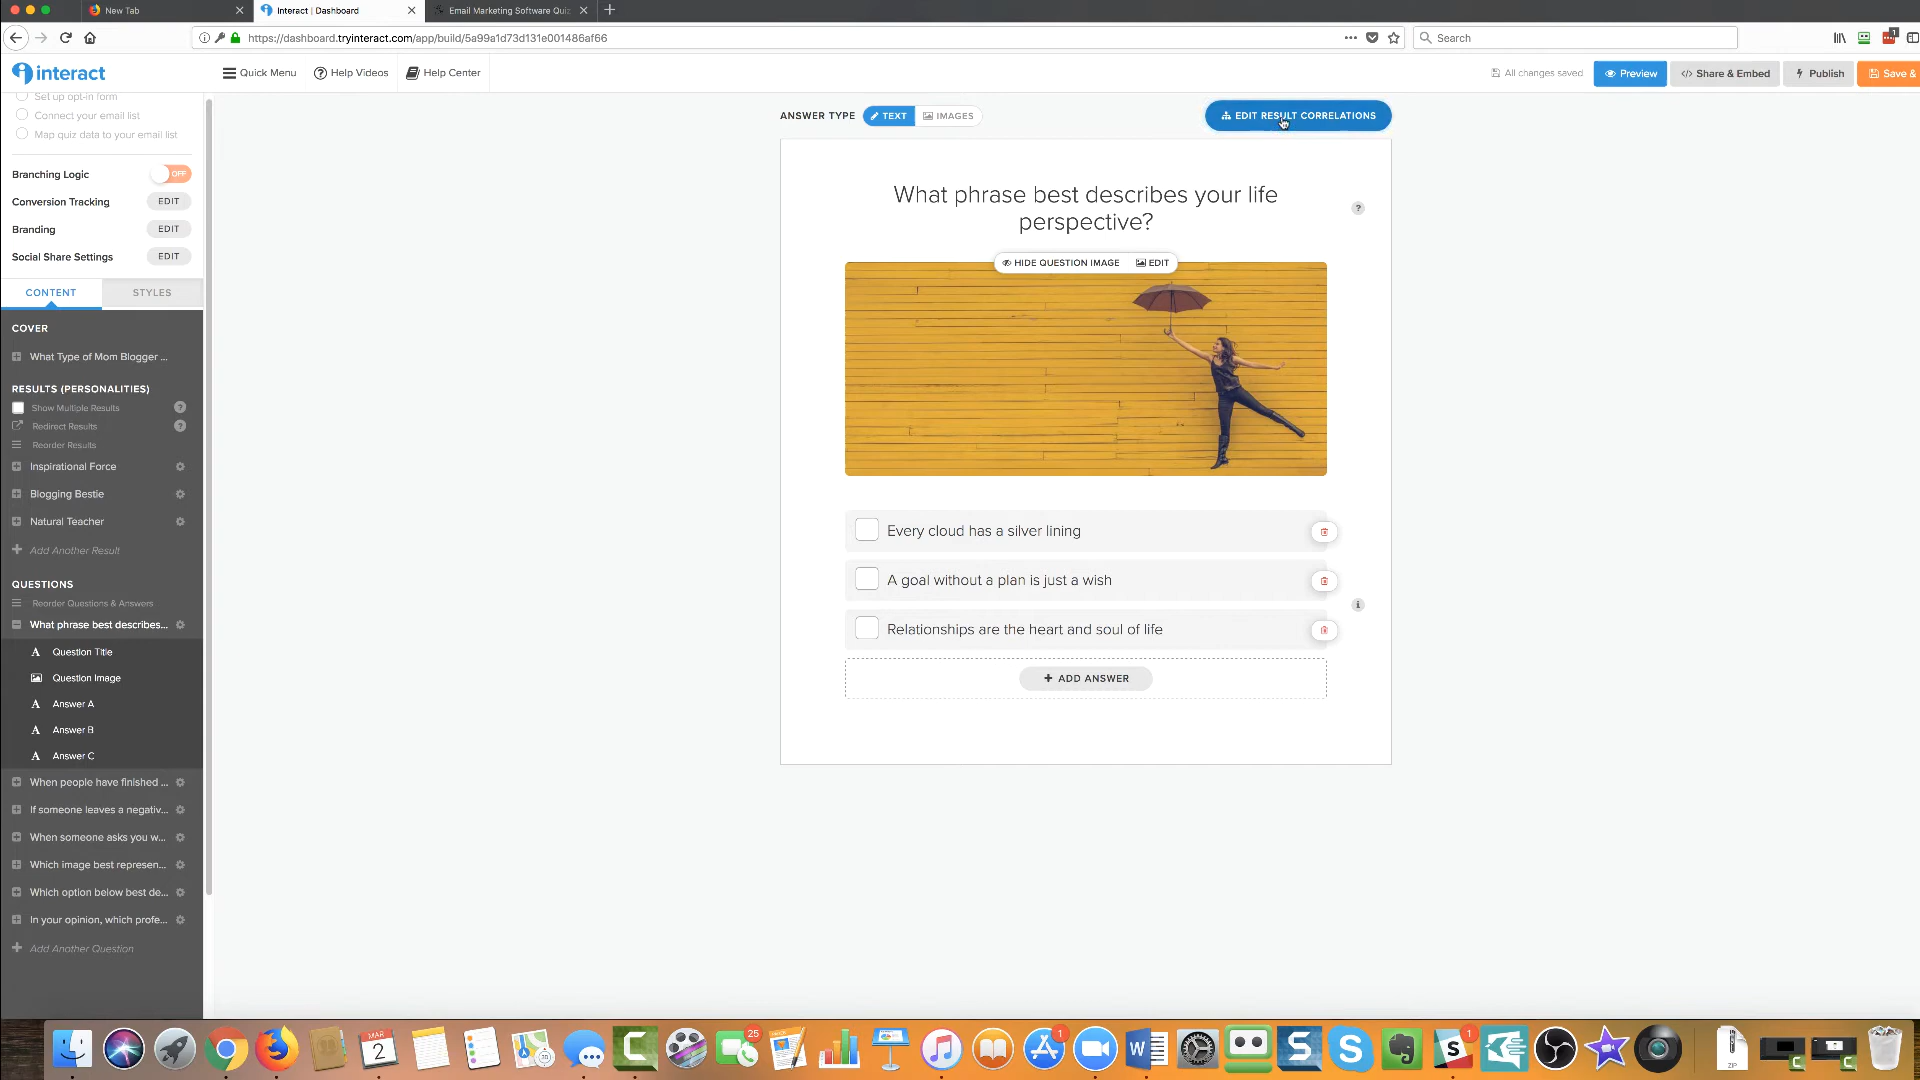 New Tab
Interact | Dashboard
Email Marketing Software Quiz
https://dashboard.tryinteract.com/app/build/5a99a1d73d131e001486af66
Search
1
interact
Quick Menu
Help Videos
Help Center
All changes saved
Preview
</> Share & Embed
Publish
Save &
Set up opt-in form
Connect your email list
Map quiz data to your email list
Branching Logic
OFF
Conversion Tracking
EDIT
Branding
EDIT
Social Share Settings
EDIT
CONTENT
STYLES
COVER
What Type of Mom Blogger ...
RESULTS (PERSONALITIES)
Show Multiple Results
Redirect Results
Reorder Results
Inspirational Force
Blogging Bestie
Natural Teacher
Add Another Result
QUESTIONS
Reorder Questions & Answers
What phrase best describes...
A Question Title
Question Image
A Answer A
A Answer B
A Answer C
When people have finished ...
If someone leaves a negativ...
When someone asks you w...
Which image best represen...
Which option below best de...
In your opinion, which profe...
Add Another Question
ANSWER TYPE
TEXT
IMAGES
EDIT RESULT CORRELATIONS
What phrase best describes your life
perspective?
HIDE QUESTION IMAGE
EDIT
Every cloud has a silver lining
A goal without a plan is just a wish
Relationships are the heart and soul of life
+ ADD ANSWER
MAR
2
25
1
1
ZIP